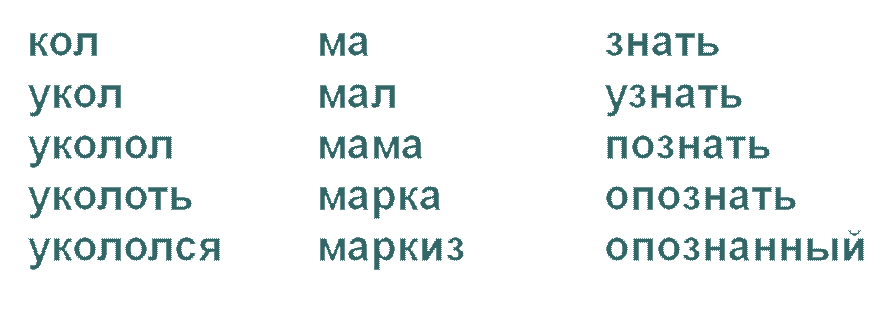 кол ма знать
укол мал узнать
уколол мама познать
уколоть марка опознать
укололся маркиз опознанный